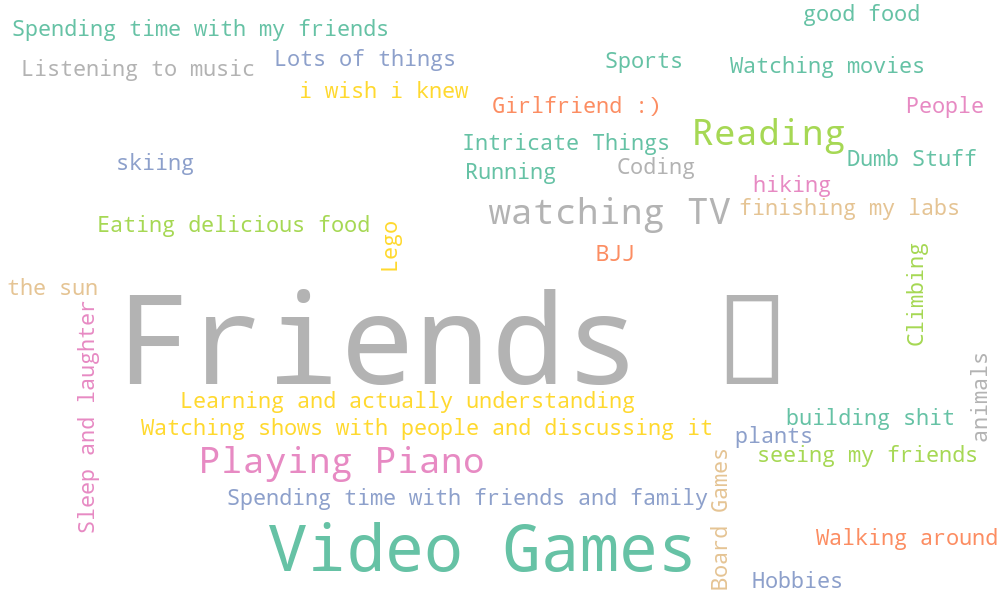 good food
Spending time with my friends
Lots of things
Sports
Watching movies
Listening to music
i wish i knew
Girlfriend :)
People
Reading
Intricate Things
Dumb Stuff
skiing
Running
Coding
hiking
watching TV
finishing my labs
Eating delicious food
Lego
BJJ
Climbing
the sun
Friends
Sleep and laughter
animals
Learning and actually understanding
building shit
Watching shows with people and discussing it
plants
seeing my friends
Playing Piano
Board Games
Spending time with friends and family
Video Games
Walking around
Hobbies